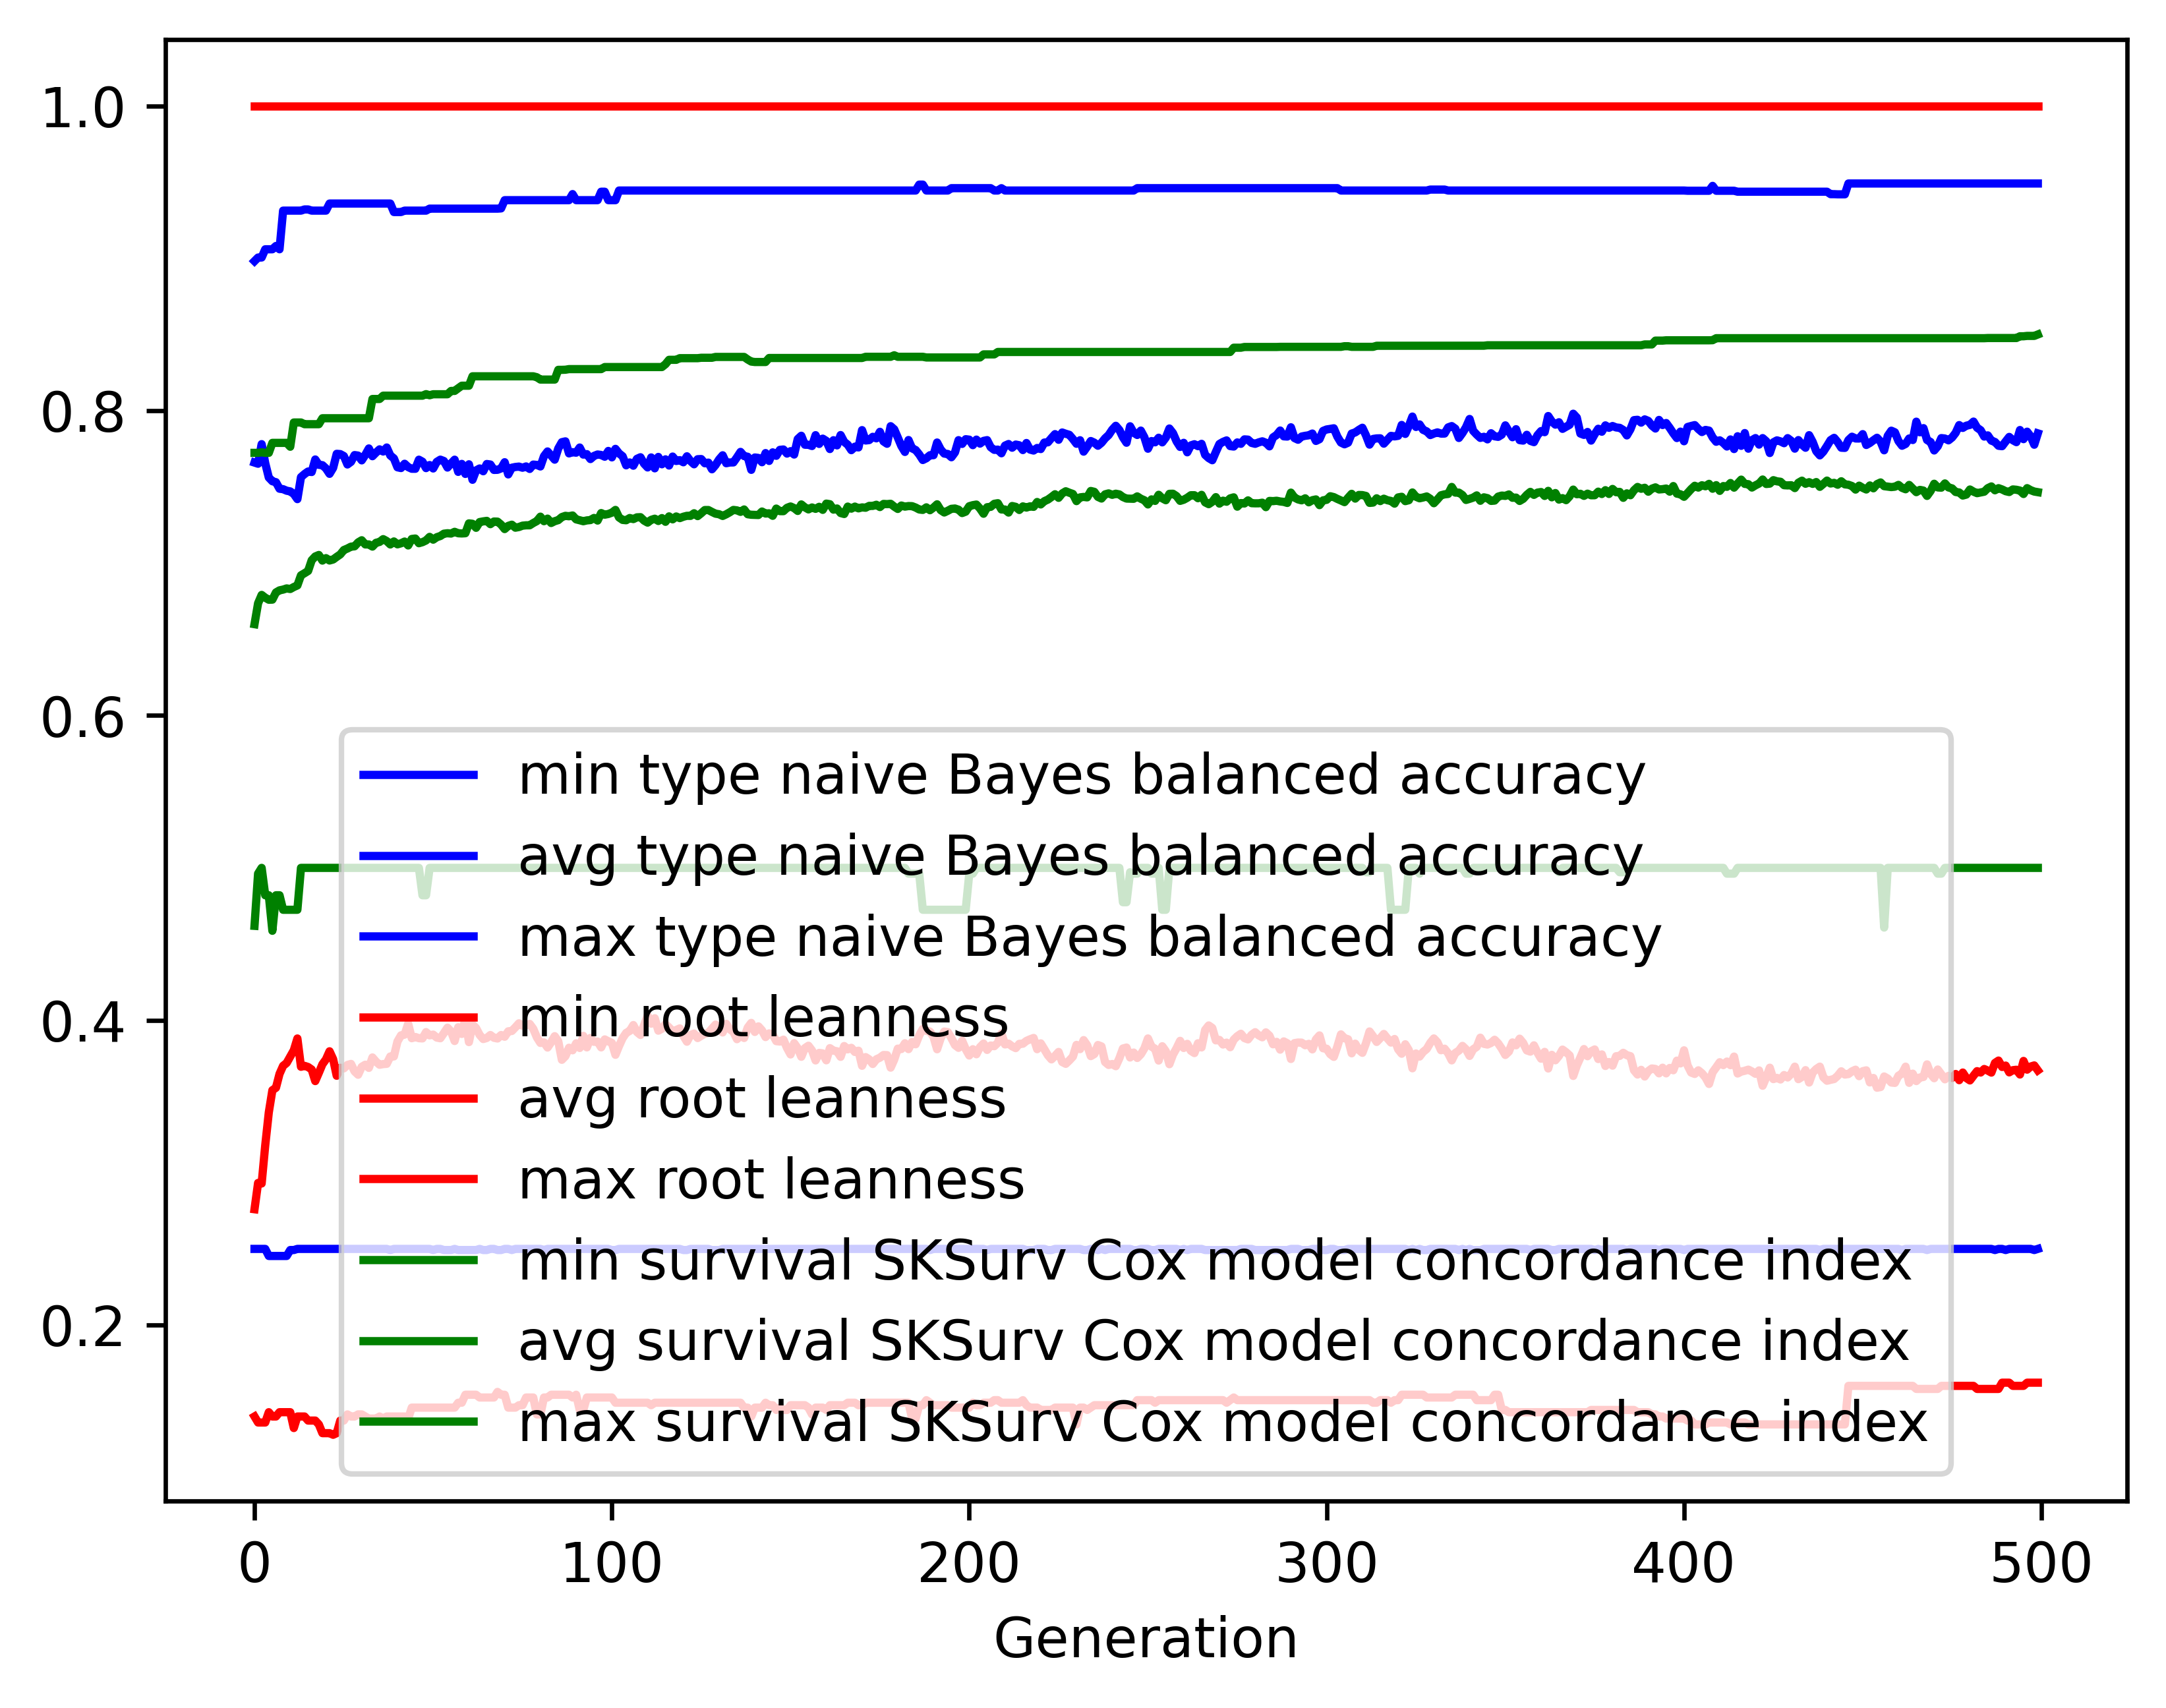 1.0
0.8
0.6
0.4
0.2
min type naive Bayes balanced accuracy
avg type naive Bayes balanced accuracy
max type naive Bayes balanced accuracy
min root leanness
avg root leanness
max root leanness
min survival SKSurv Cox model concordance index
avg survival SKSurv Cox model concordance index
max survival SKSurv Cox model concordance index
0 100 200 300 400 500
Generation